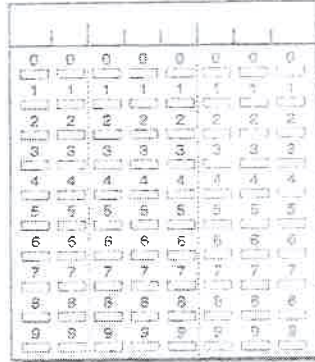 0 0 0 0 0 0 0 0
1 1 1 1 1 1 1 1
2 2 2 2 2 2 2 2
3 3 3 3 3 3 3 3
4 4 4 4 4 4 4 4
5 5 5 5 5 5 5 5
6 6 6 6 6 6 6 6
7 7 7 7 7 7 7 7
8 8 8 8 8 8 8 8
9 9 9 9 9 9 9 9